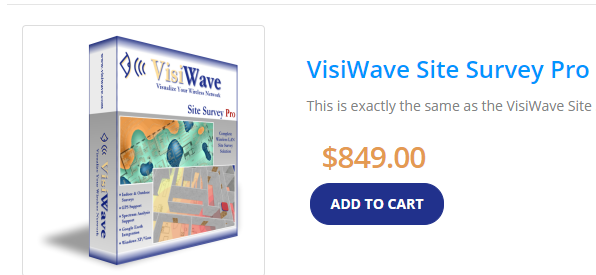 www.visiwave.com
VisiWave
Visualize Your Wireless Network
Site Survey Pro
Complete
Wireless LAN
Site Survey
Solution
• Indoor & Outdoor
Surveys
• GPS Support
• Spectrum Analysis
Support
• Google Earth
Integration
• Windows XP/Vista
VisiWave
Visualize Your Wireless Network
VisiWave Site Survey Pro
This is exactly the same as the VisiWave Site
$849.00
ADD TO CART